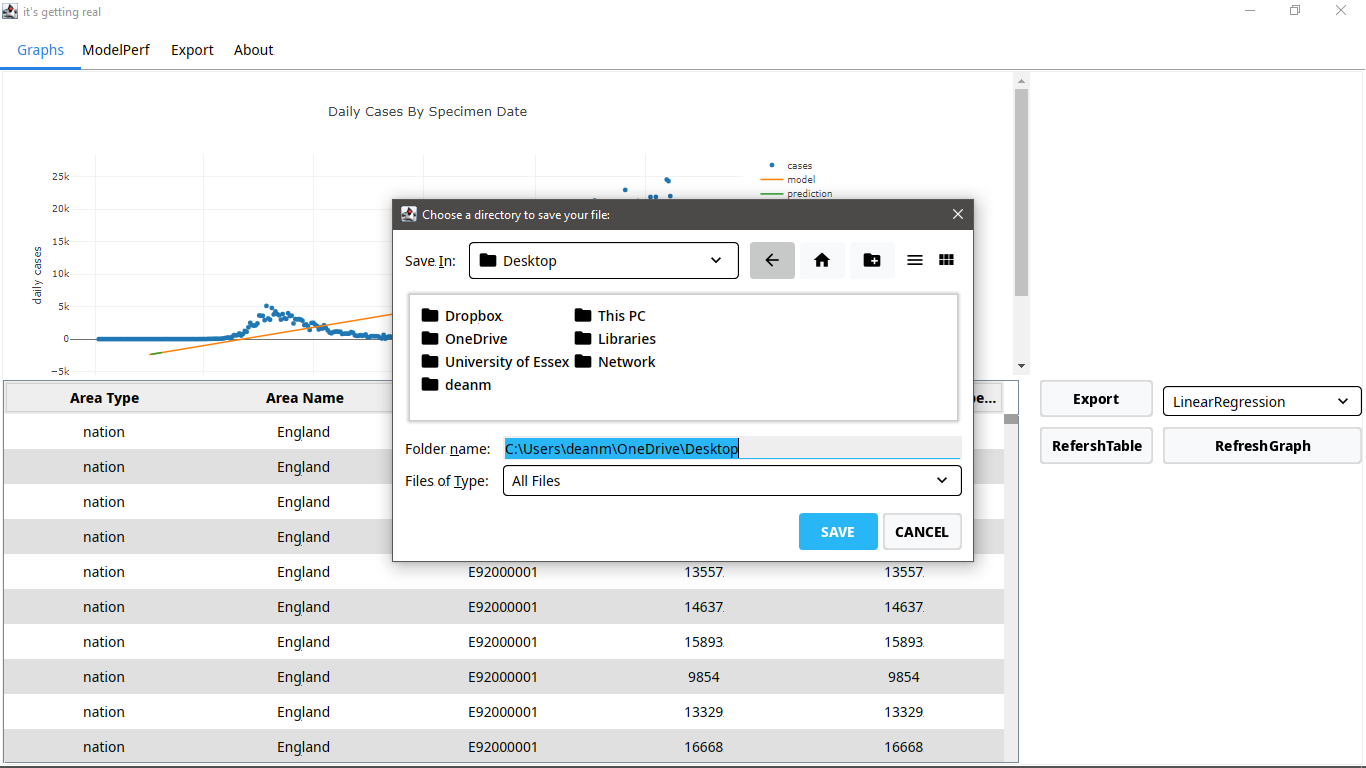 it's getting real
Graphs ModelPerf Export About
Daily Cases By Specimen Date
daily cases
25k
20k
15k
10k
5k
0
−5k
cases
model
prediction
Choose a directory to save your file:
Save In: Desktop
Dropbox This PC
OneDrive Libraries
University of Essex Network
deanm
Folder name: C:\Users\deanm\OneDrive\Desktop
Files of Type: All Files
SAVE CANCEL
Export LinearRegression
RefershTable RefreshGraph
Area Type Area Name
nation England
nation England
nation England
nation England
nation England E92000001 13557 13557
nation England E92000001 14637 14637
nation England E92000001 15893 15893
nation England E92000001 9854 9854
nation England E92000001 13329 13329
nation England E92000001 16668 16668